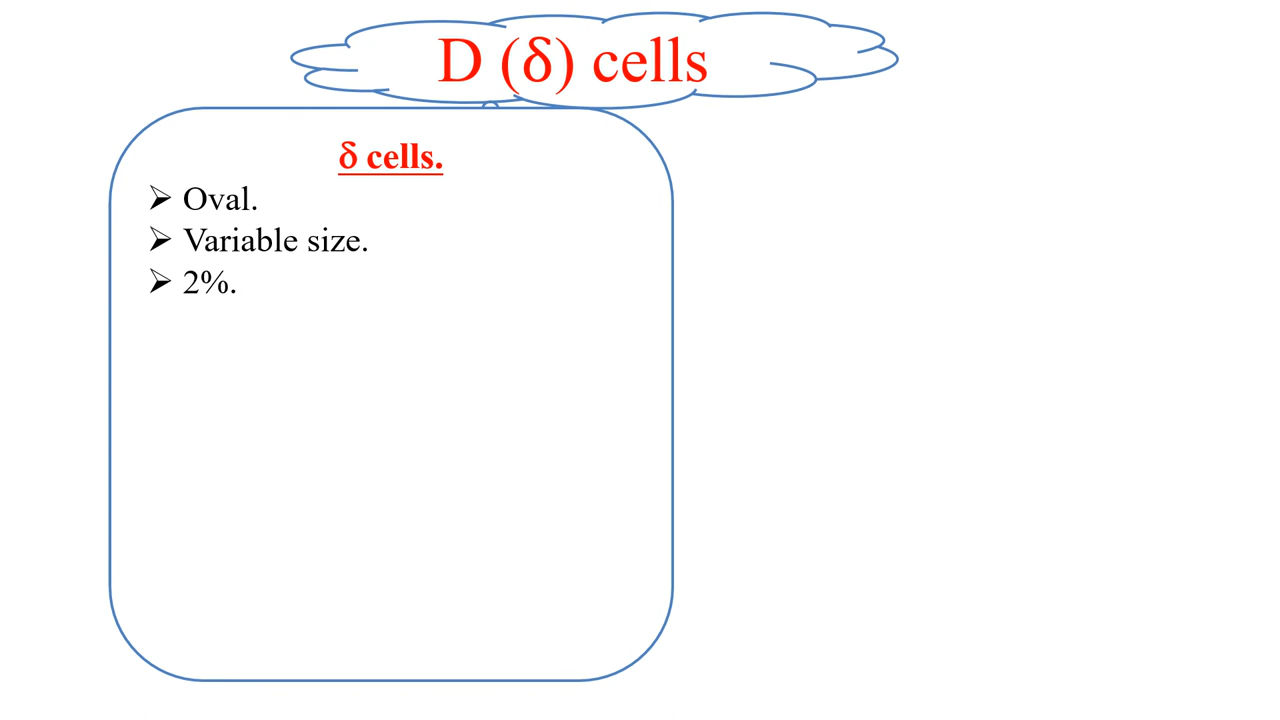 D (δ) cells
δ cells.
➢ Oval.
➢ Variable size.
➢ 2%.